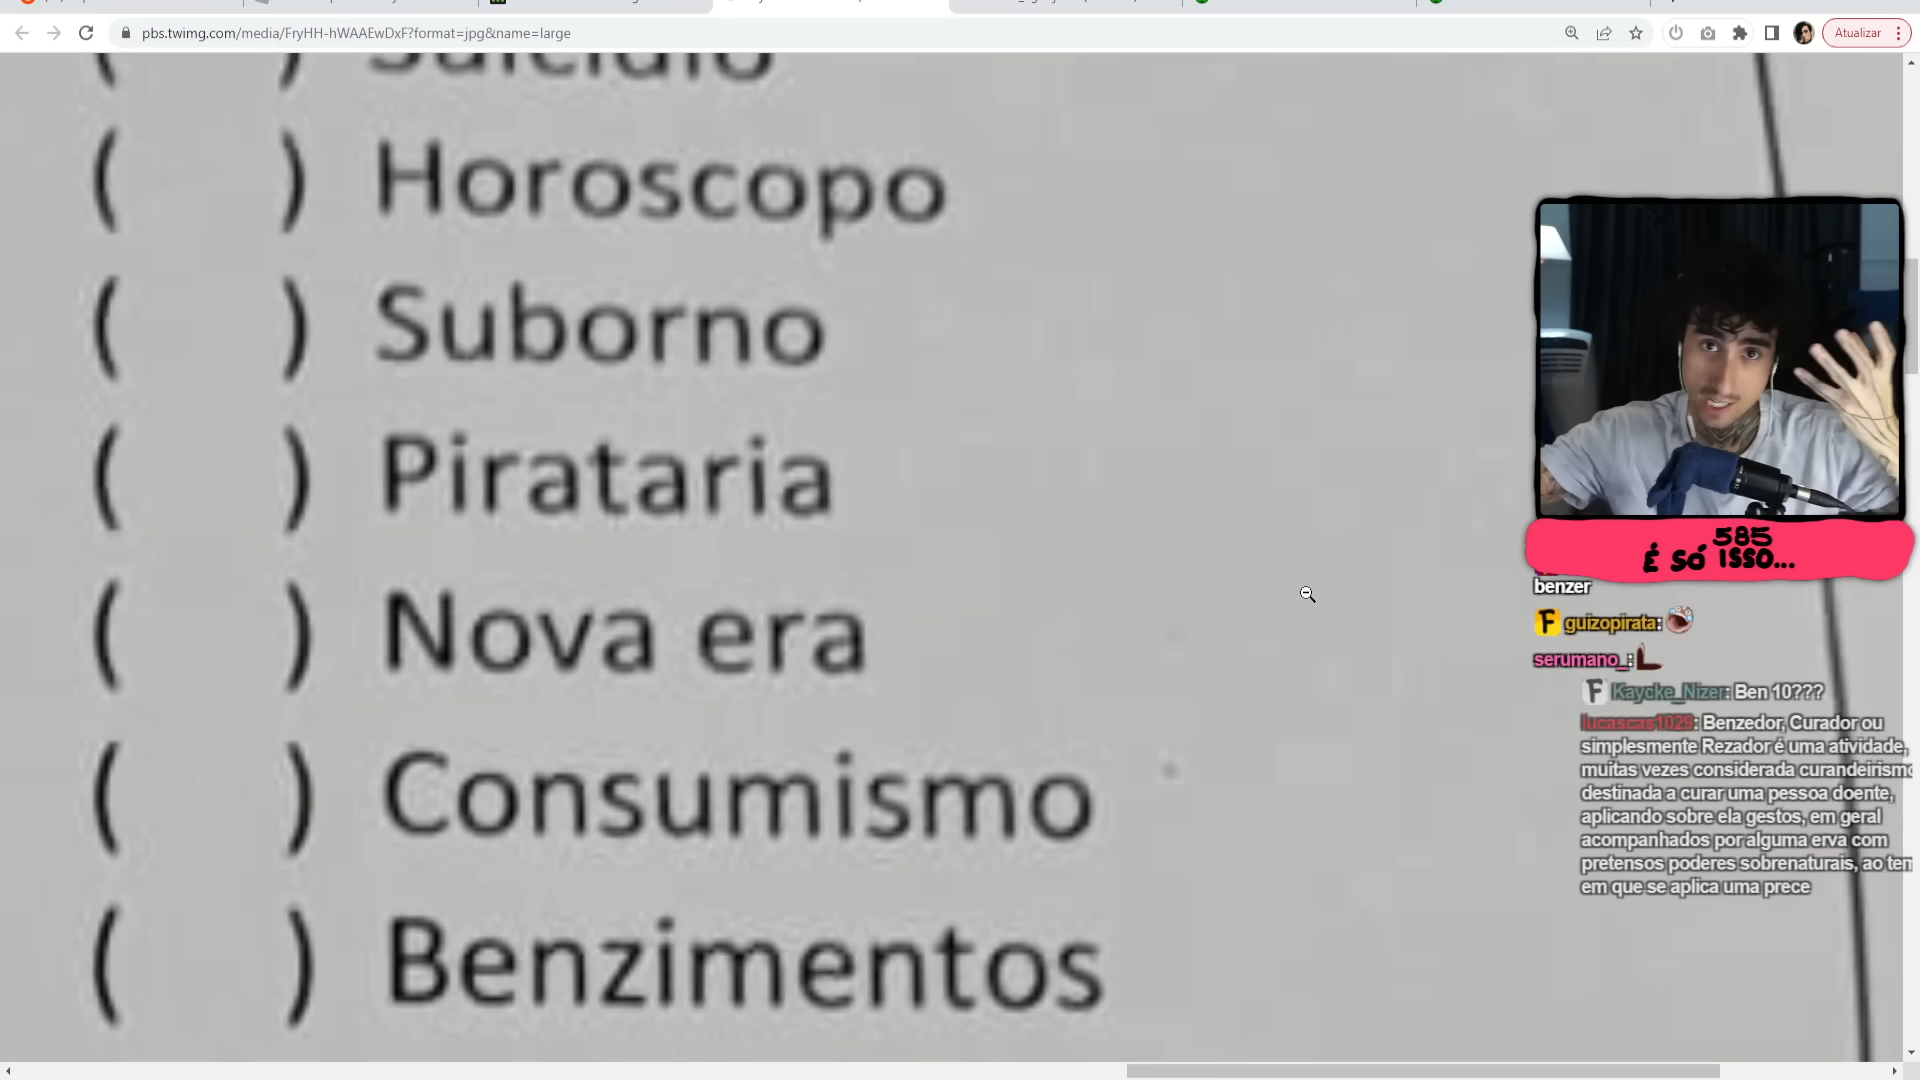 pbs.twimg.com/media/FryHH-hWAAEwDxF?format=jpg&name=large
Atualizar
( ) Suicídio
( ) Horoscopo
( ) Suborno
( ) Pirataria
( ) Nova era
( ) Consumismo
( ) Benzimentos
585
É SÓ ISSO...
benzer
guizopirata:
serumano_:
Kaycke_Nizer: Ben 10???
lucascas1029: Benzedor, Curador ou
simplesmente Rezador é uma atividade,
muitas vezes considerada curandeirismo
destinada a curar uma pessoa doente,
aplicando sobre ela gestos, em geral
acompanhados por alguma erva com
pretensos poderes sobrenaturais, ao
em que se aplica uma prece